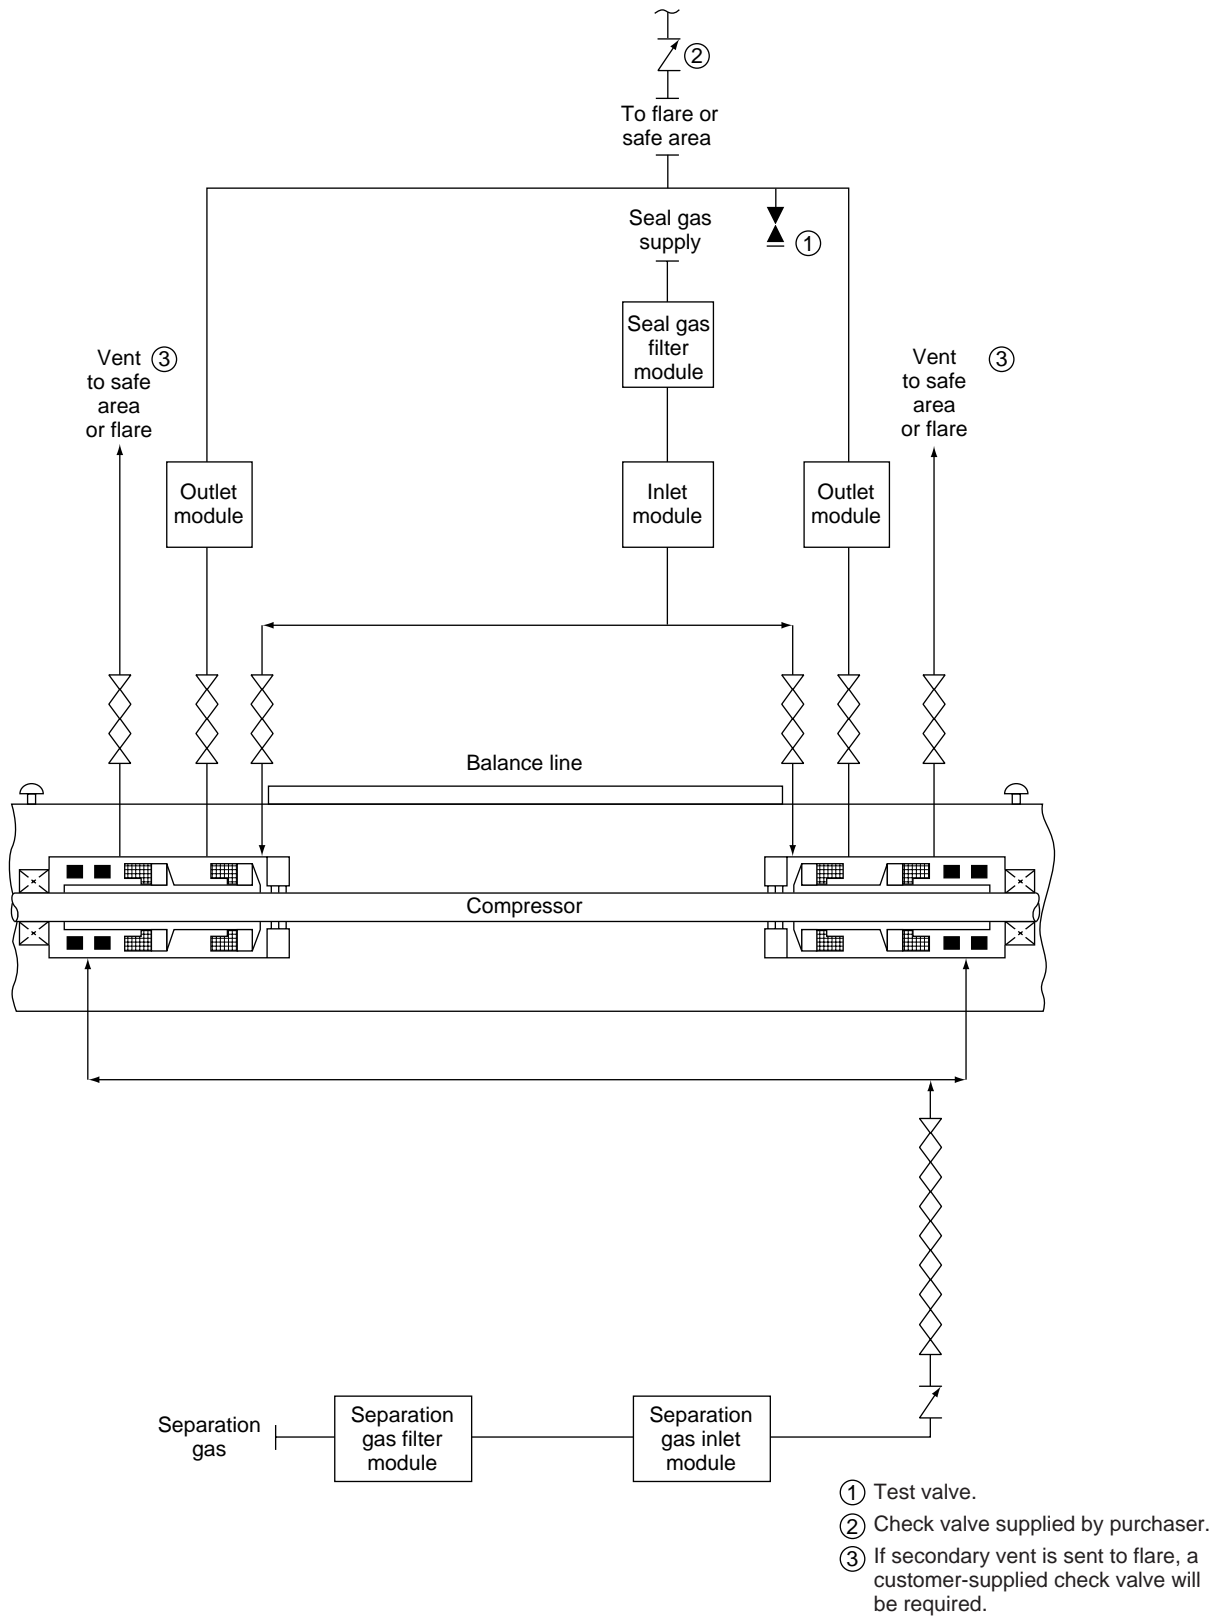 ②
To flare or
safe area
Seal gas
supply
①
Seal gas
filter
module
Vent ③
to safe
area
or flare
Vent ③
to safe
area
or flare
Outlet
module
Inlet
module
Outlet
module
Balance line
Compressor
Separation
gas
Separation
gas filter
module
Separation
gas inlet
module
① Test valve.
② Check valve supplied by purchaser.
③ If secondary vent is sent to flare, a
customer-supplied check valve will
be required.